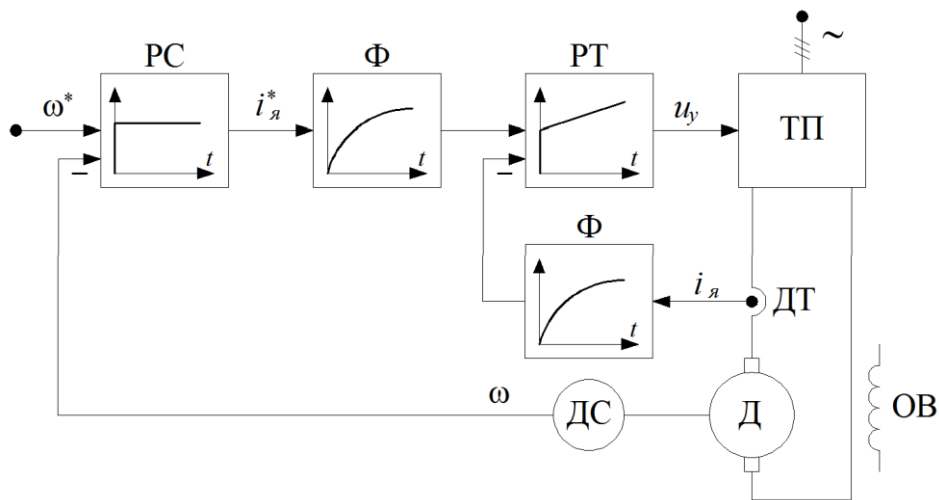 РС
Ф
РТ
~
ω*
i*я
uу
ТП
t
t
t
−
−
Ф
iя
ДТ
t
ω
ДС
Д
ОВ